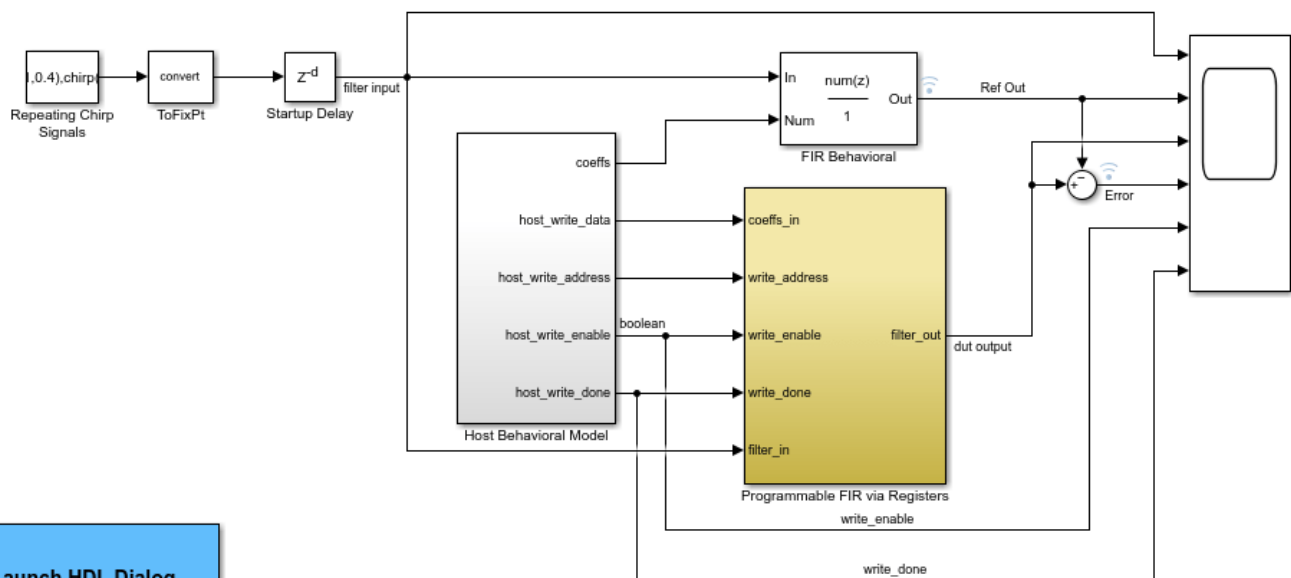 1,0.4),chirp(
Repeating Chirp
Signals
convert
ToFixPt
Z-d
Startup Delay
filter input
In
Num
num(z)
1
Out
FIR Behavioral
Ref Out
Error
coeffs
host_write_data
host_write_address
host_write_enable
host_write_done
Host Behavioral Model
boolean
coeffs_in
write_address
write_enable
write_done
filter_in
filter_out
Programmable FIR via Registers
dut output
write_enable
write_done
HDL Dialog